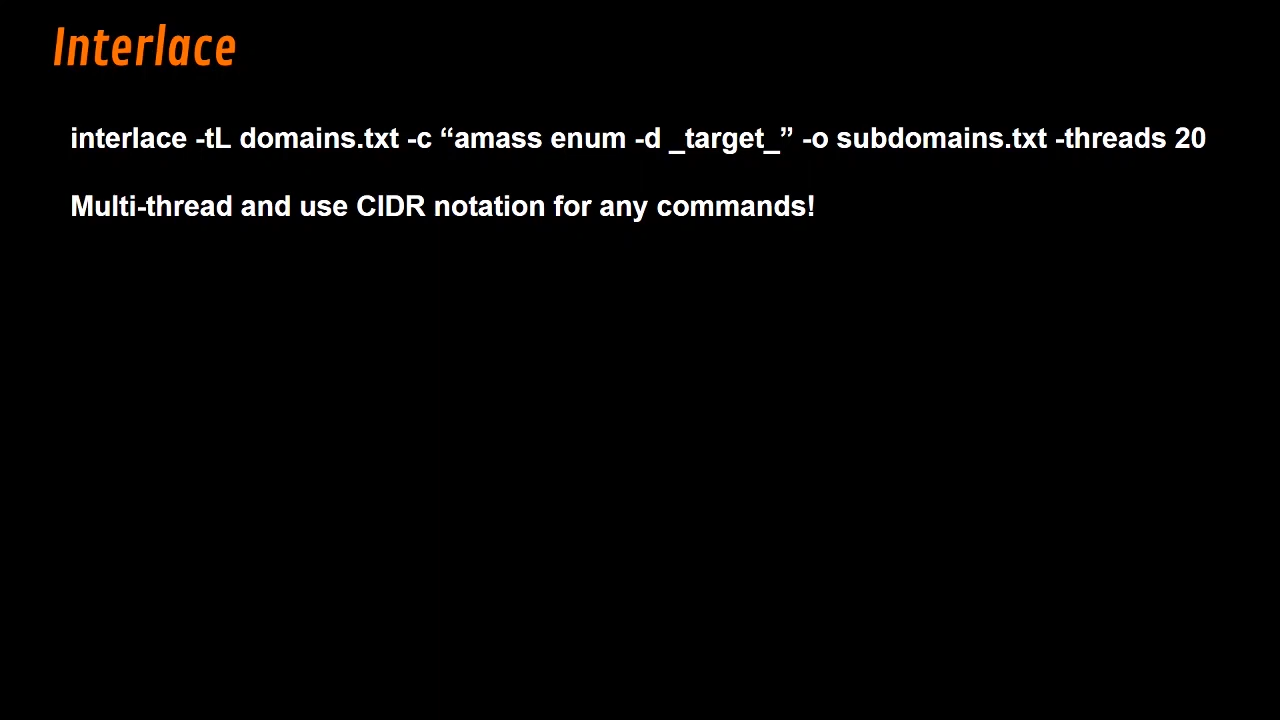 Interlace
interlace -tL domains.txt -c “amass enum -d _target_” -o subdomains.txt -threads 20
Multi-thread and use CIDR notation for any commands!